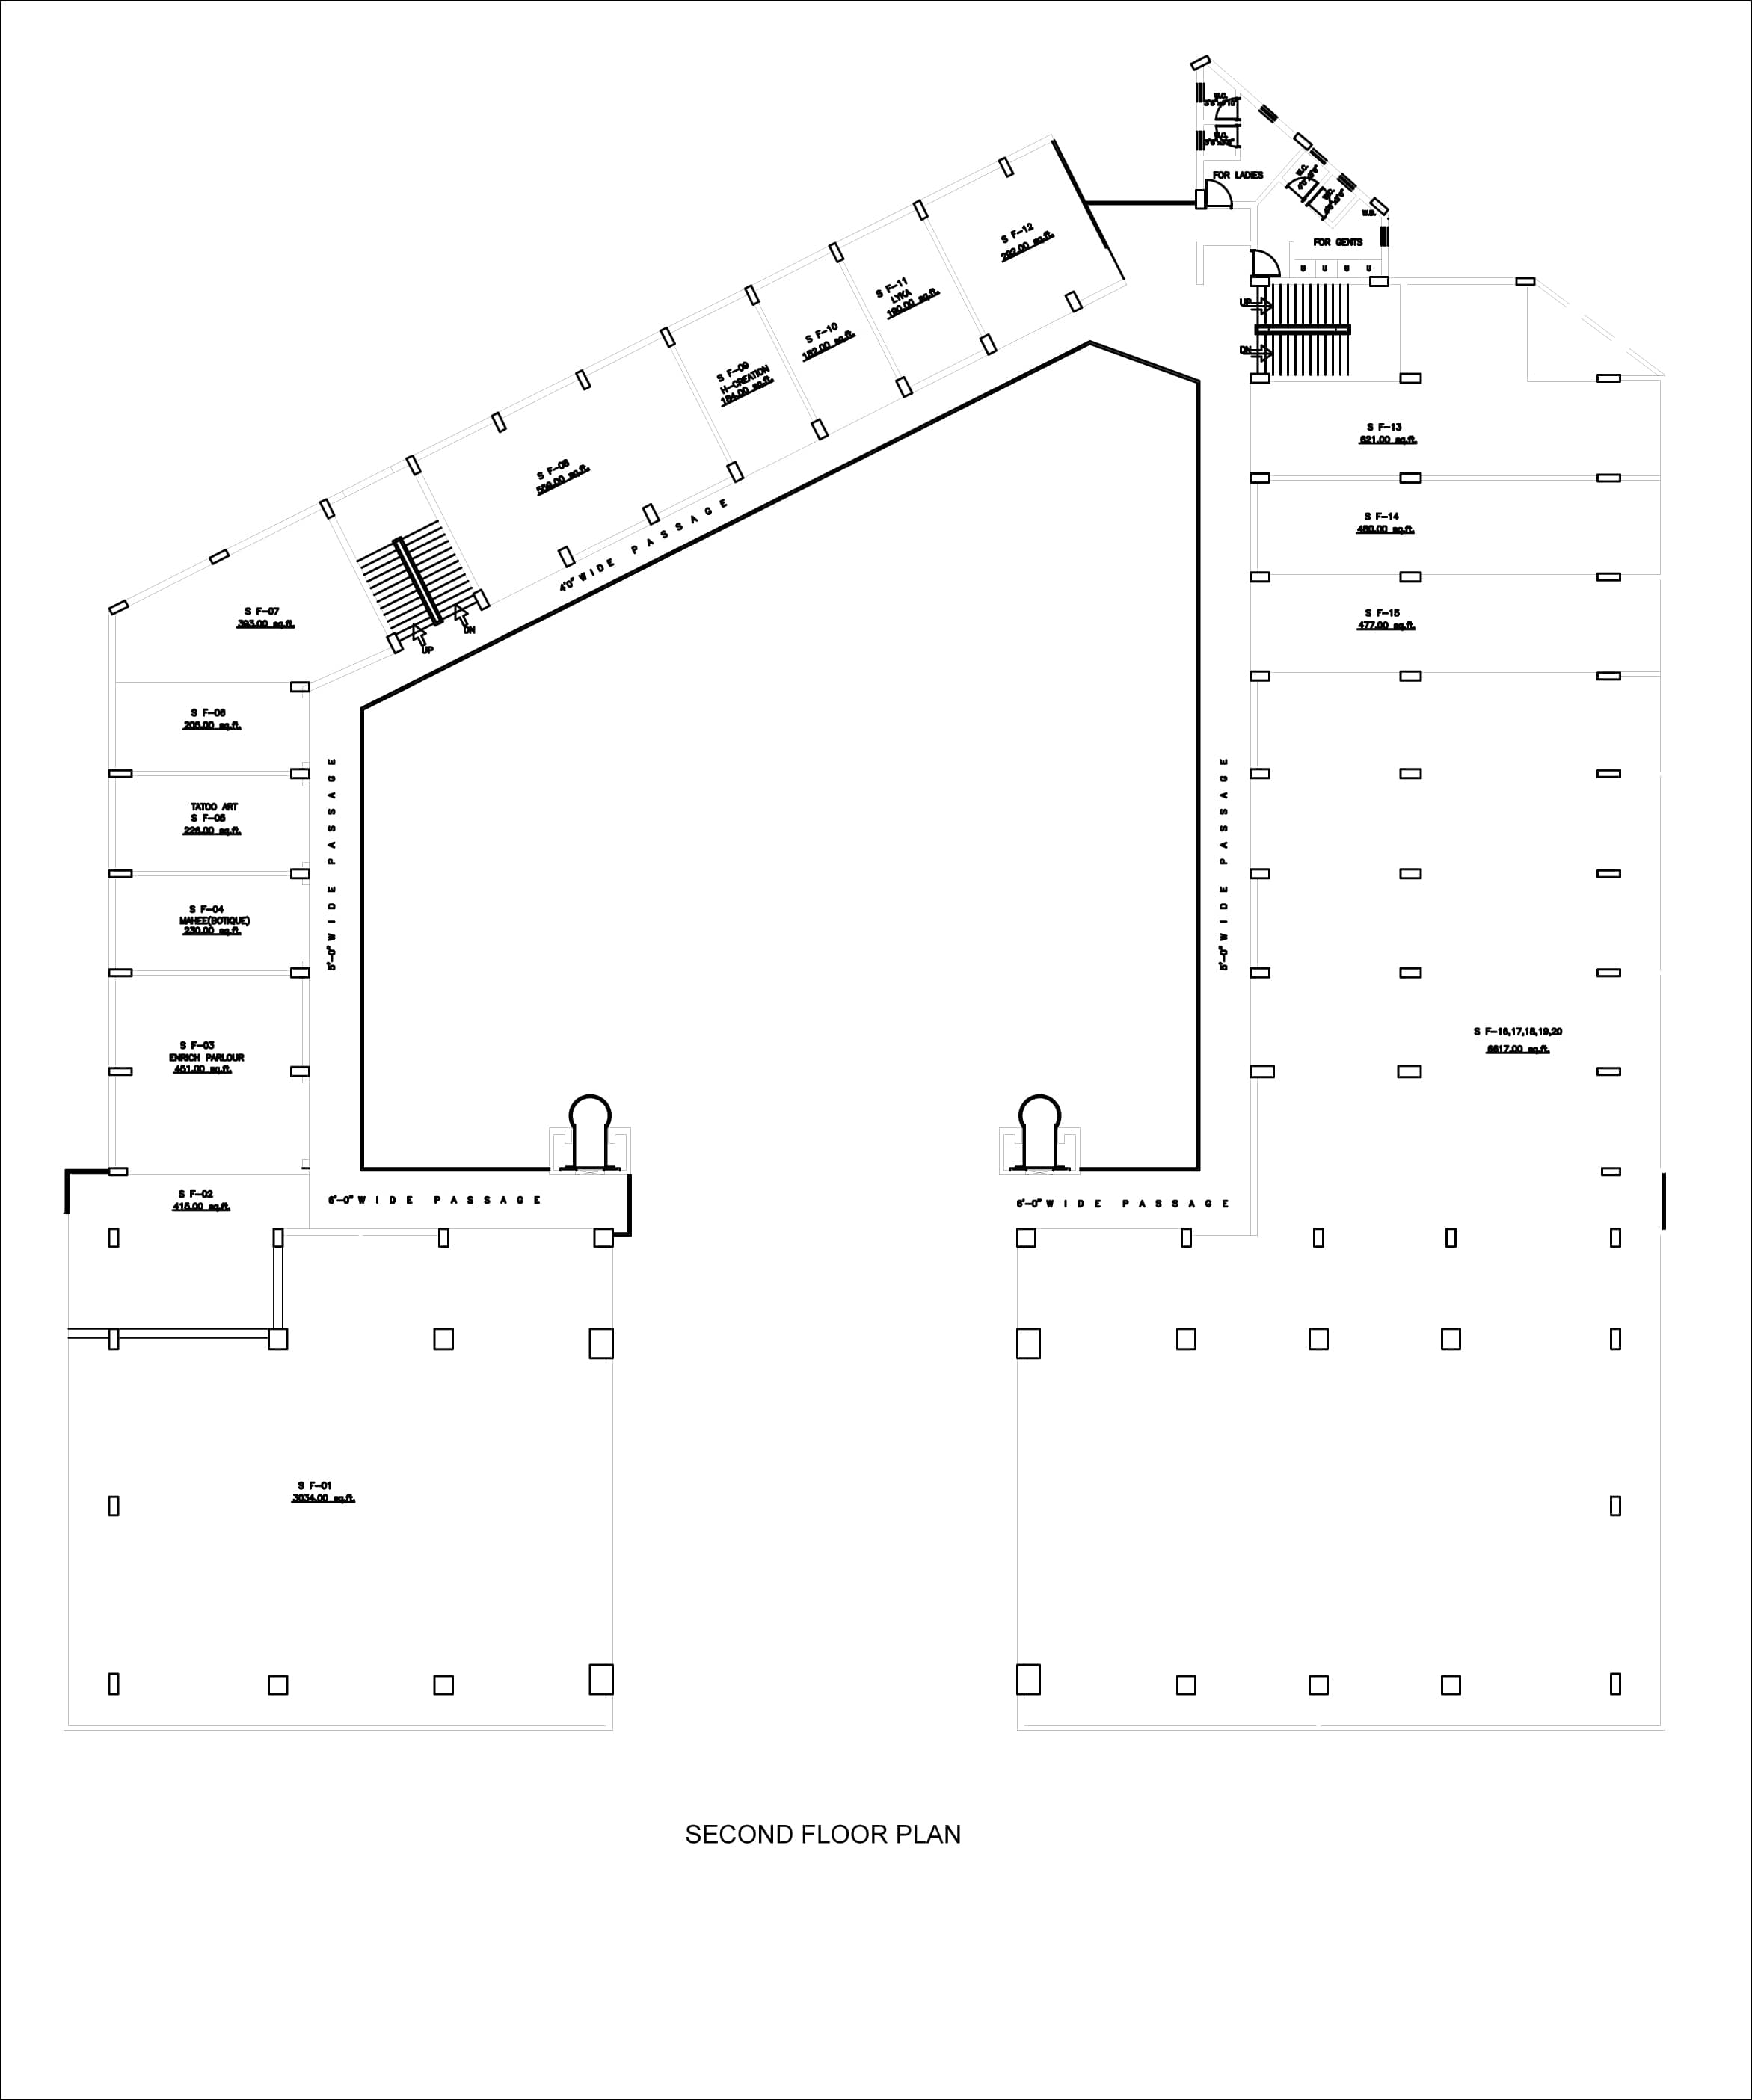 W.C.
W.C.
FOR LADIES
W.C.
W.C.
W.B.
FOR GENTS
U U U U
UP
DN
S F-12
292.00 sq.ft.
S F-11
LYKA
190.00 sq.ft.
S F-10
182.00 sq.ft.
S F-09
H-CREATION
184.00 sq.ft.
S F-08
559.00 sq.ft.
4'0" WIDE PASSAGE
S F-07
393.00 sq.ft.
UP
DN
S F-13
621.00 sq.ft.
S F-14
480.00 sq.ft.
S F-15
477.00 sq.ft.
S F-06
205.00 sq.ft.
TATOO ART
S F-05
226.00 sq.ft.
S F-04
MAHEE(BOTIQUE)
230.00 sq.ft.
S F-03
ENRICH PARLOUR
451.00 sq.ft.
5'-0" WIDE PASSAGE
5'-0" WIDE PASSAGE
S F-16,17,18,19,20
6617.00 sq.ft.
S F-02
415.00 sq.ft.
6'-0" WIDE PASSAGE
6'-0" WIDE PASSAGE
S F-01
3034.00 sq.ft.
SECOND FLOOR PLAN